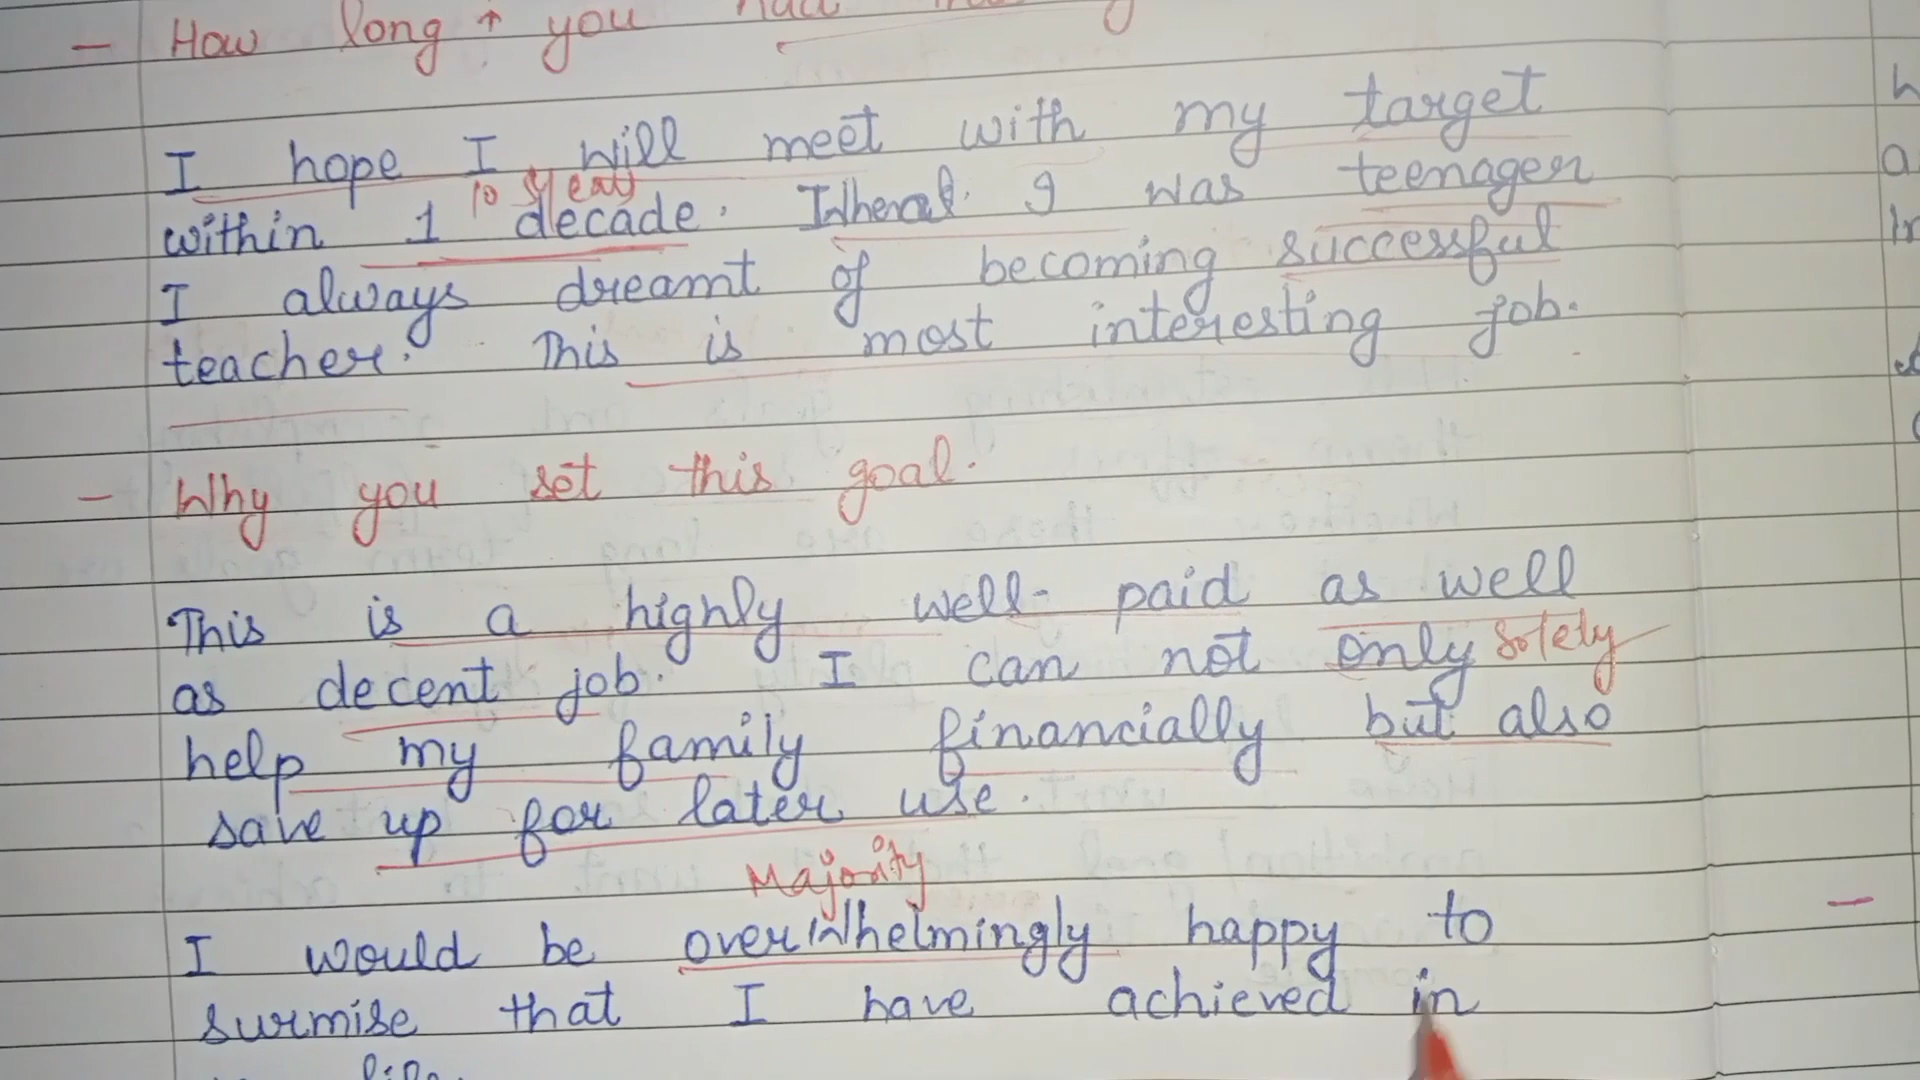 - How long you had
I hope I will meet with my target
10 years
within 1 decade. When I was teenager
I always dreamt of becoming successful
teacher. This is most interesting job.
- Why you set this goal.
This is a highly well-paid as well
as decent job. I can not only solely
help my family financially but also
save up for later use.
Majority
I would be overwhelmingly happy to
surmise that I have achieved in
life.